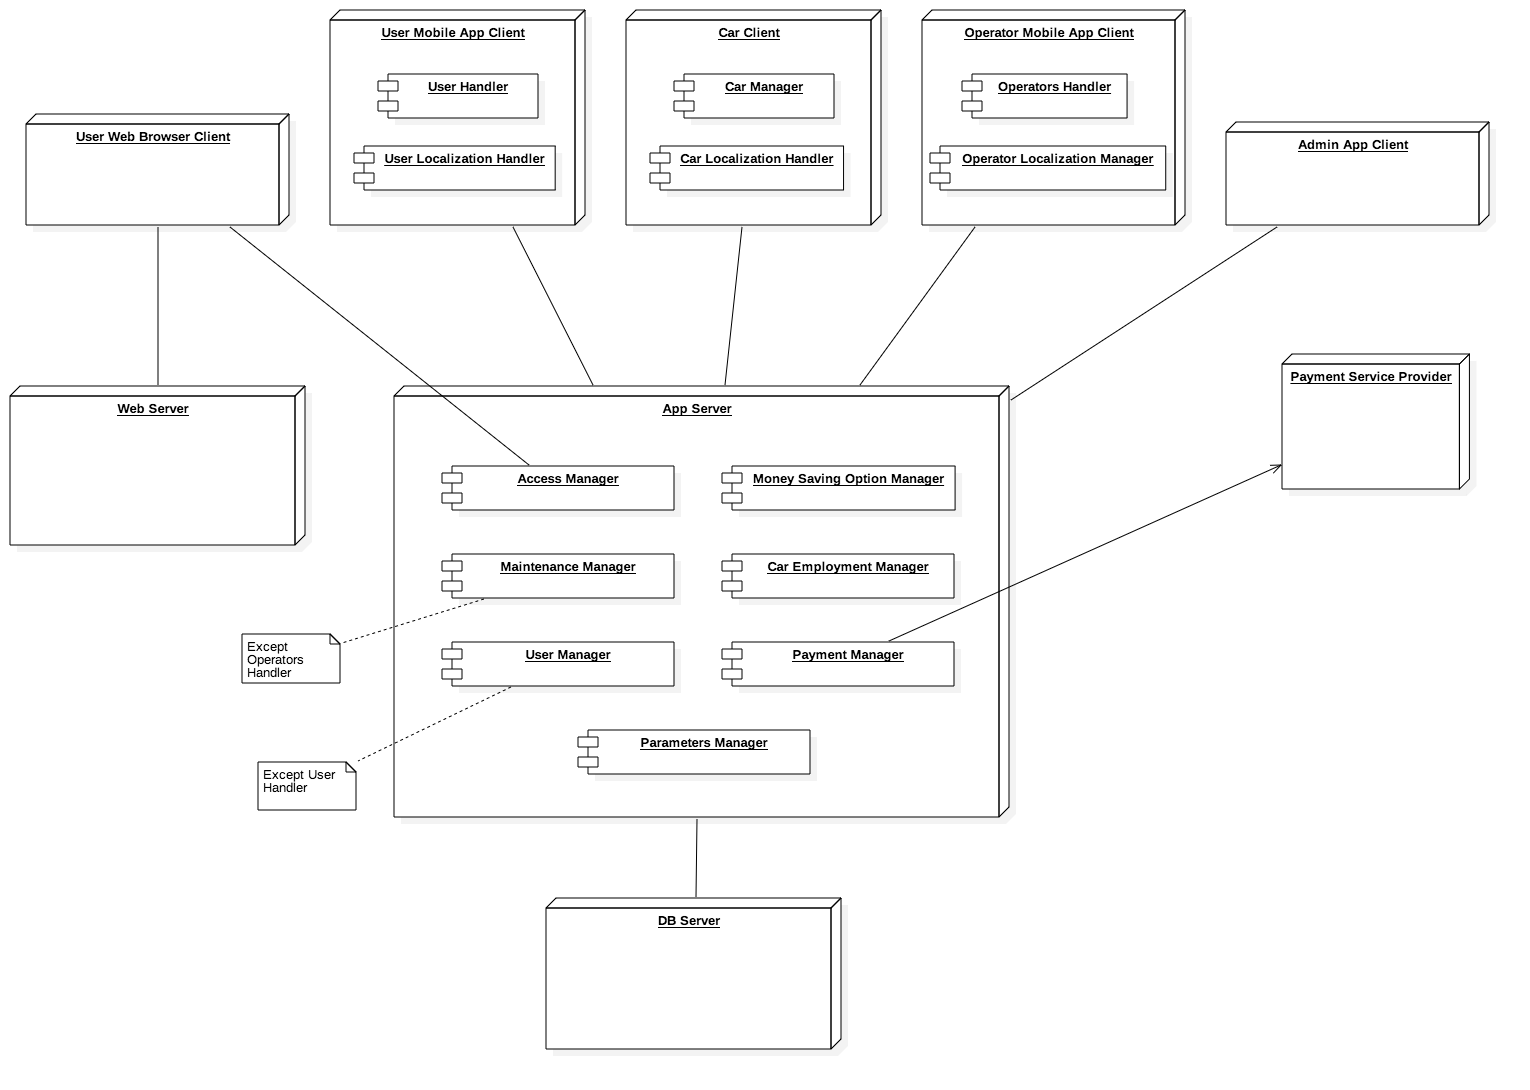 User Mobile App Client
Car Client
Operator Mobile App Client
User Handler
Car Manager
Operators Handler
User Web Browser Client
Admin App Client
User Localization Handler
Car Localization Handler
Operator Localization Manager
Payment Service Provider
Web Server
App Server
Access Manager
Money Saving Option Manager
Maintenance Manager
Car Employment Manager
Except
Operators
Handler
User Manager
Payment Manager
Parameters Manager
Except User
Handler
DB Server